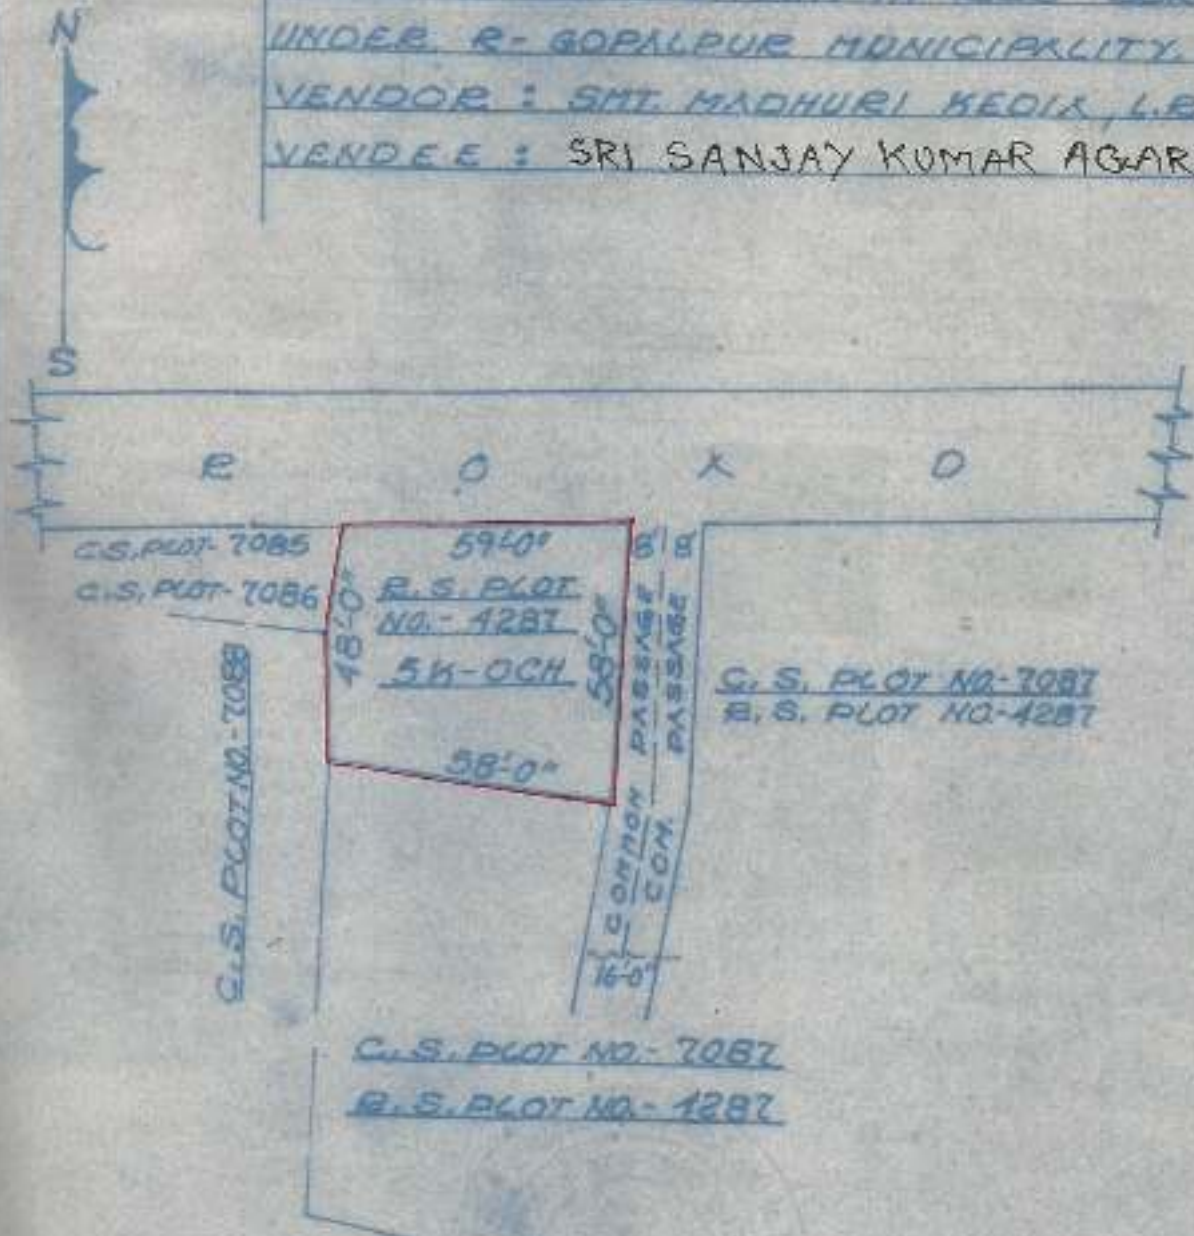 N
UNDER R-GOPALPUR MUNICIPALITY.
VENDOR : SMT. MADHURI KEDIA, L.R
VENDEE : SRI SANJAY KUMAR AGAR
S
R O A D
C.S. PLOT- 7085
C.S. PLOT- 7086
59'-0"
R.S. PLOT
NO.- 4287
5K-0CH
48'-0"
58'-0"
58'-0"
8' 8'
COMMON PASSAGE
COM. PASSAGE
16'-0"
C.S. PLOT NO-7087
R.S. PLOT NO-4287
C.S. PLOT NO-7088
C.S. PLOT NO.- 7087
R.S. PLOT NO.- 4287